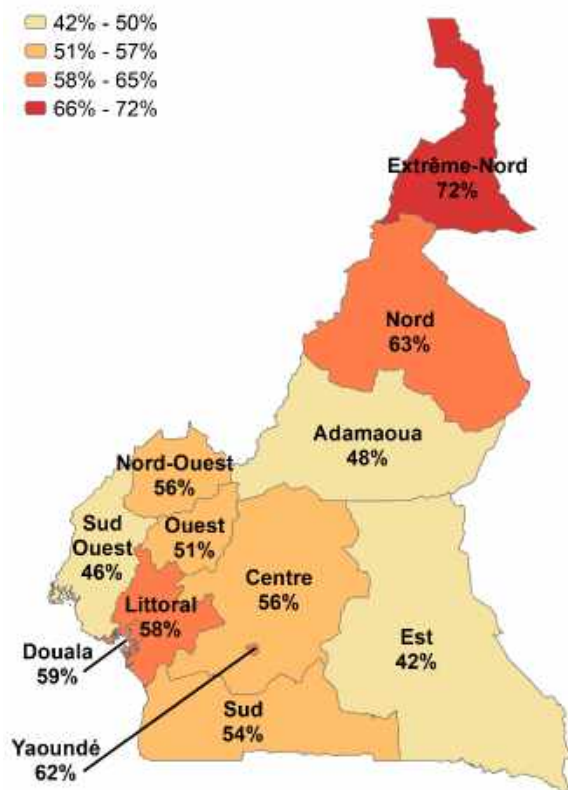 42% - 50%
51% - 57%
58% - 65%
66% - 72%
Extrême-Nord
72%
Nord
63%
Adamaoua
48%
Nord-Ouest
56%
Sud
Ouest
46%
Ouest
51%
Centre
56%
Littoral
58%
Douala
59%
Est
42%
Sud
54%
Yaoundé
62%